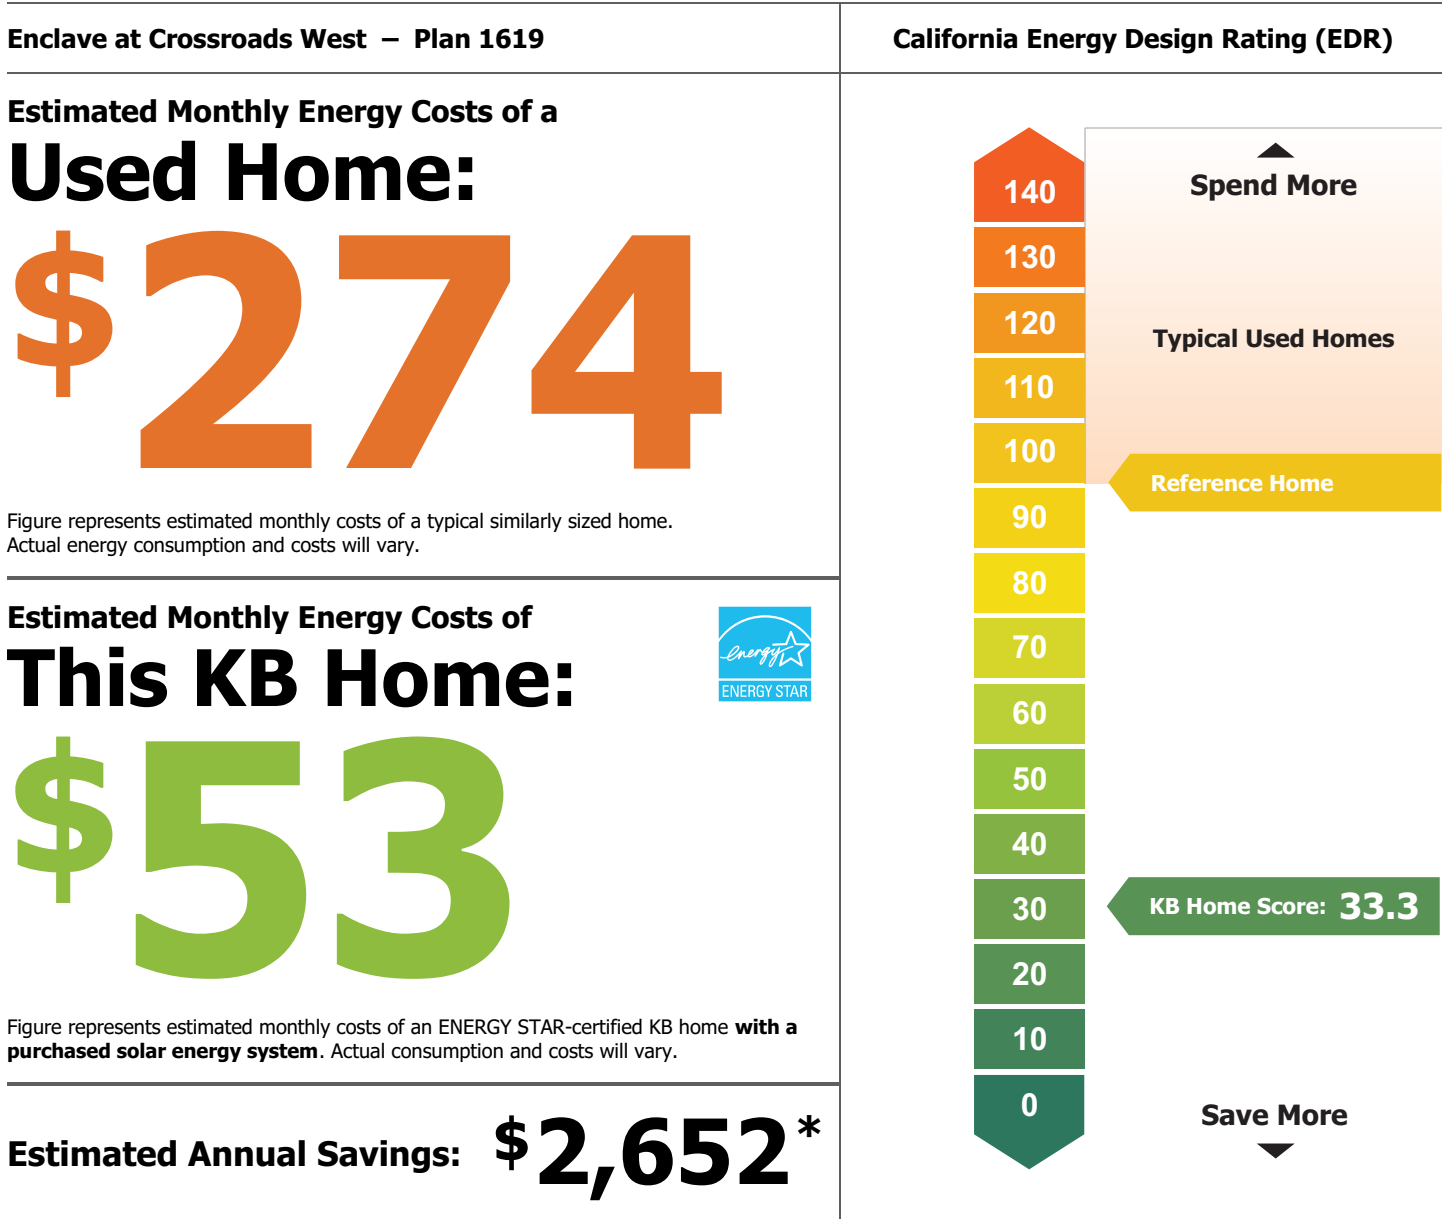 Enclave at Crossroads West – Plan 1619
Estimated Monthly Energy Costs of a
Used Home:
$274
Figure represents estimated monthly costs of a typical similarly sized home.
Actual energy consumption and costs will vary.
Estimated Monthly Energy Costs of
This KB Home:
energy
ENERGY STAR
$53
Figure represents estimated monthly costs of an ENERGY STAR-certified KB home with a
purchased solar energy system. Actual consumption and costs will vary.
Estimated Annual Savings: $2,652*
California Energy Design Rating (EDR)
Spend More
140
130
120
Typical Used Homes
110
100
Reference Home
90
80
70
60
50
40
30
KB Home Score: 33.3
20
10
0
Save More